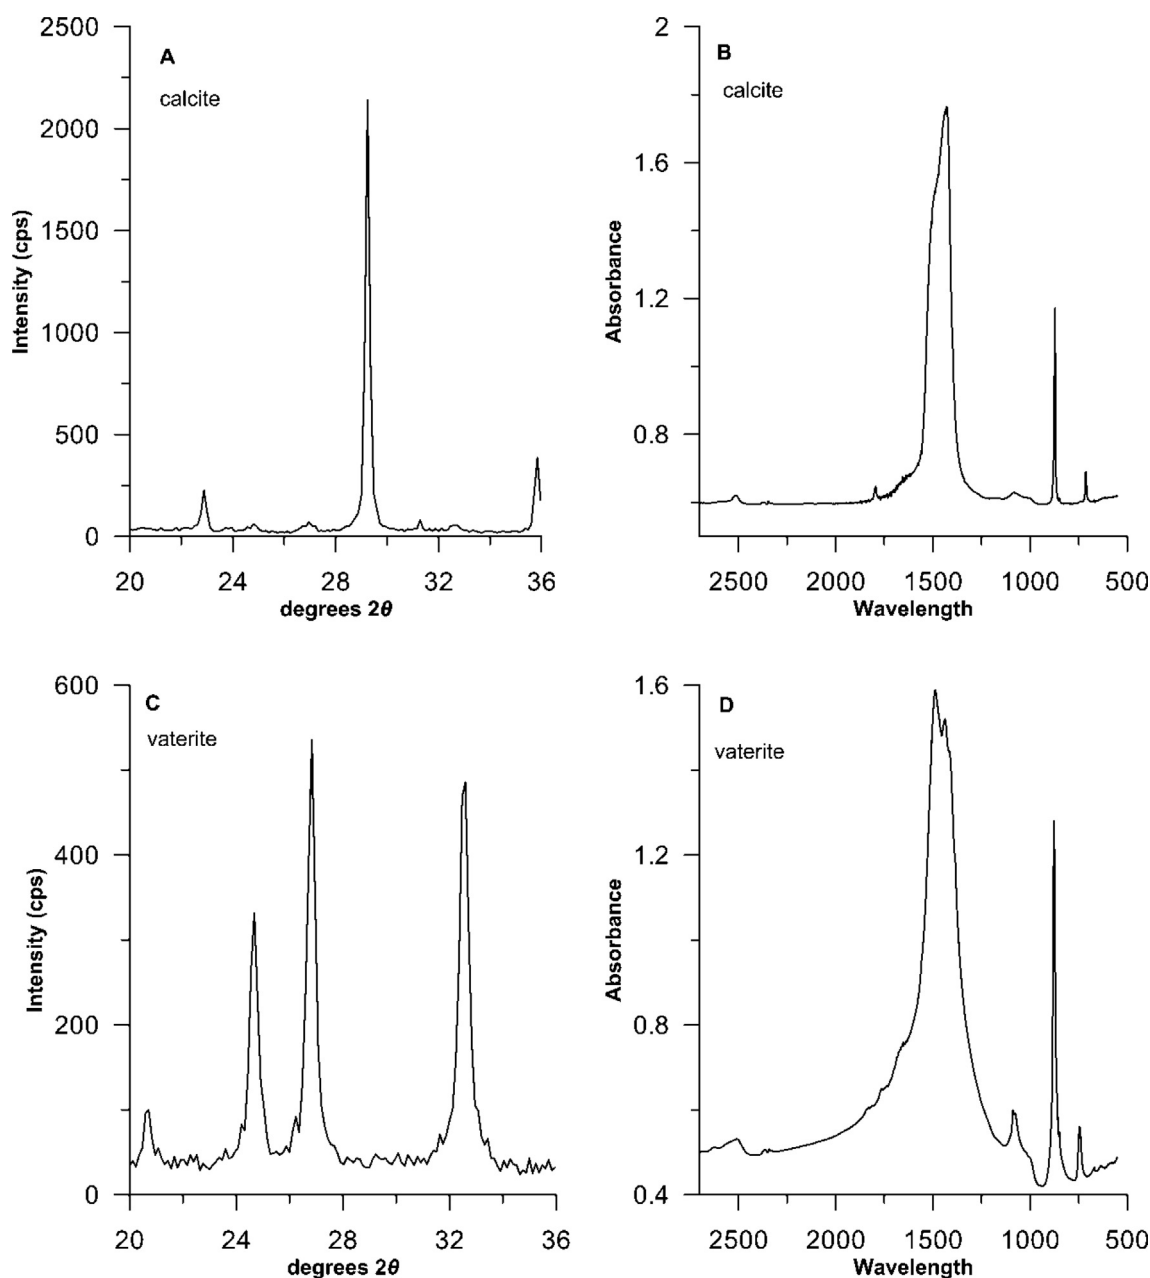 A
calcite
2500
2000
1500
1000
500
0
Intensity (cps)
20 24 28 32 36
degrees 2θ
B
calcite
2
1.6
1.2
0.8
Absorbance
2500 2000 1500 1000 500
Wavelength
C
vaterite
600
400
200
0
Intensity (cps)
20 24 28 32 36
degrees 2θ
D
vaterite
1.6
1.2
0.8
0.4
Absorbance
2500 2000 1500 1000 500
Wavelength